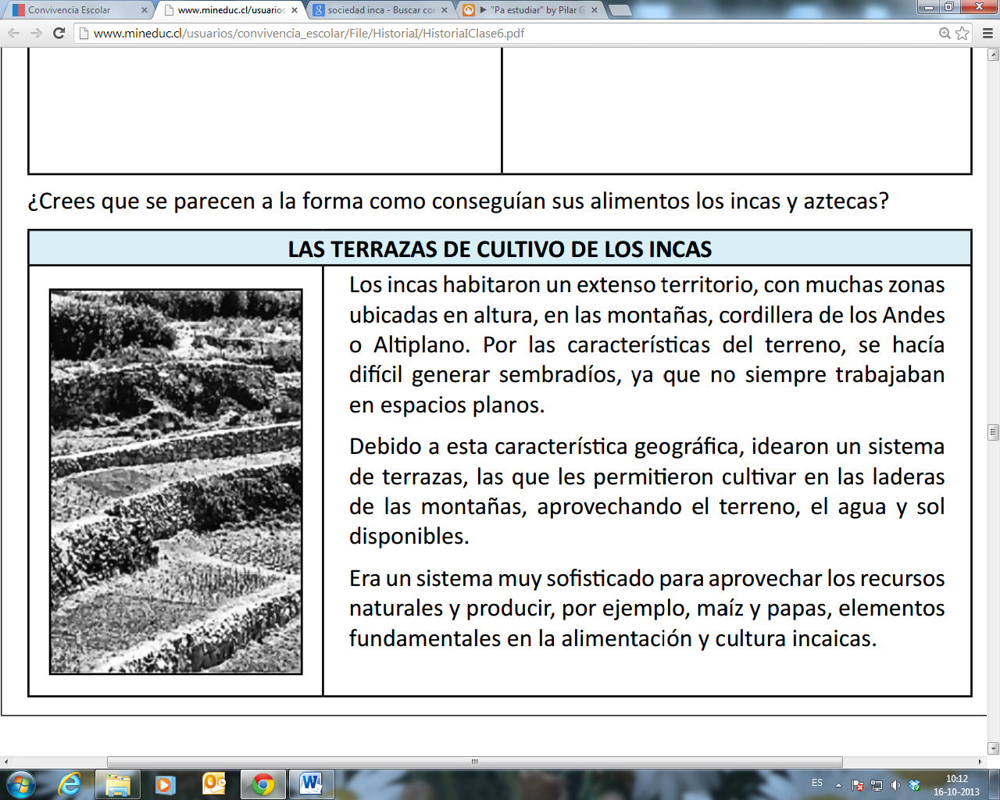 Convivencia Escolar
www.mineduc.cl/usuarios
sociedad inca - Buscar co
"Pa estudiar" by Pilar G
www.mineduc.cl/usuarios/convivencia_escolar/File/HistoriaI/HistoriaIClase6.pdf
¿Crees que se parecen a la forma como conseguían sus alimentos los incas y aztecas?
LAS TERRAZAS DE CULTIVO DE LOS INCAS
Los incas habitaron un extenso territorio, con muchas zonas
ubicadas en altura, en las montañas, cordillera de los Andes
o Altiplano. Por las características del terreno, se hacía
difícil generar sembradíos, ya que no siempre trabajaban
en espacios planos.
Debido a esta característica geográfica, idearon un sistema
de terrazas, las que les permitieron cultivar en las laderas
de las montañas, aprovechando el terreno, el agua y sol
disponibles.
Era un sistema muy sofisticado para aprovechar los recursos
naturales y producir, por ejemplo, maíz y papas, elementos
fundamentales en la alimentación y cultura incaicas.
ES
10:12
16-10-2013